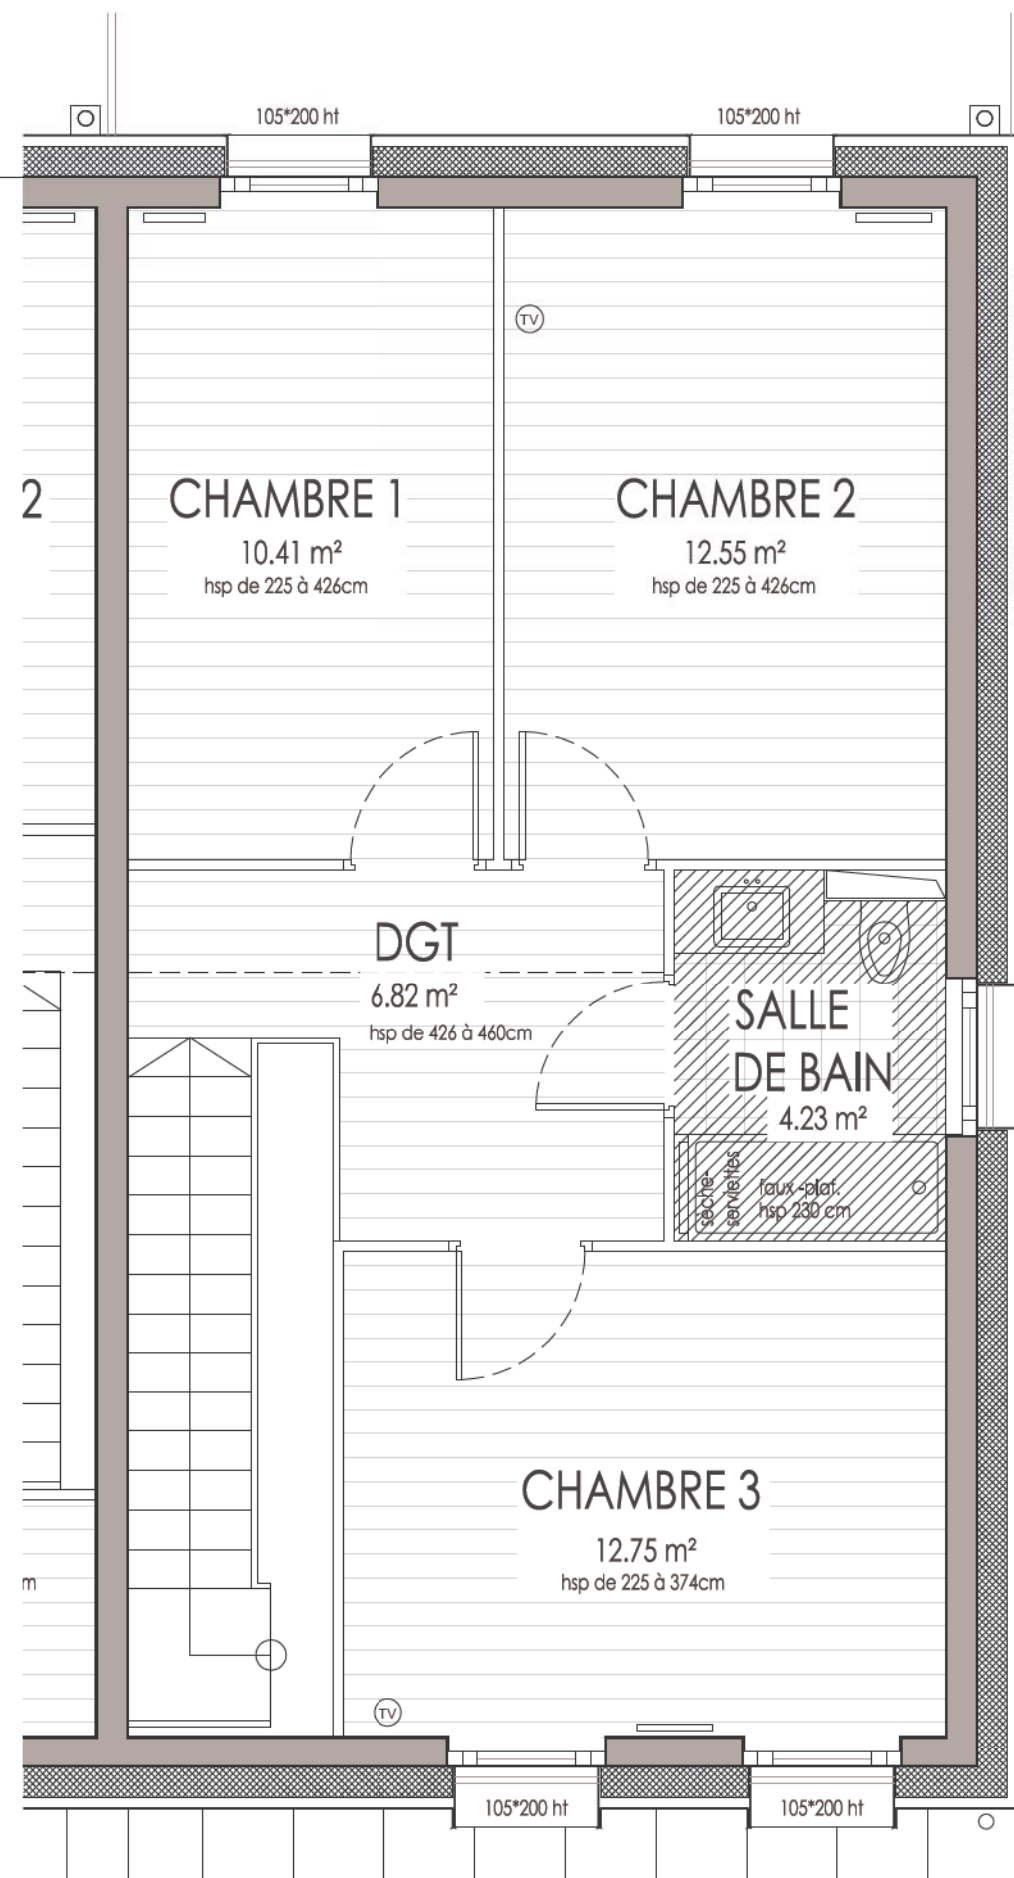 105*200 ht
105*200 ht
TV
2
CHAMBRE 1
10.41 m²
hsp de 225 à 426cm
CHAMBRE 2
12.55 m²
hsp de 225 à 426cm
DGT
6.82 m²
hsp de 426 à 460cm
SALLE
DE BAIN
4.23 m²
sèche-
serviettes
faux-plaf.
hsp 230 cm
CHAMBRE 3
12.75 m²
hsp de 225 à 374cm
m
TV
105*200 ht
105*200 ht